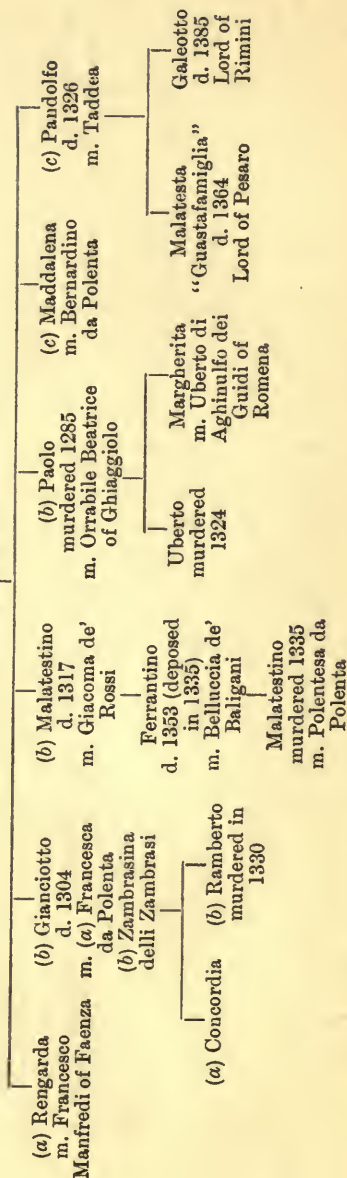 (a) Rengarda
m. Francesco
Manfredi of Faenza
(b) Gianciotto
d. 1304
m. (a) Francesca
da Polenta
(b) Zambrasina
delli Zambrasi
(a) Concordia
(b) Ramberto
murdered in
1330
(b) Malatestino
d. 1317
m. Giacoma de'
Rossi
Ferrantino
d. 1353 (deposed
in 1335)
m. Belluccia de'
Baligani
Malatestino
murdered 1335
m. Polentesa da
Polenta
(b) Paolo
murdered 1285
m. Orrabile Beatrice
of Ghiaggiolo
Uberto
murdered
1324
Margherita
m. Uberto di
Aghinulfo dei
Guidi of
Romena
(c) Maddalena
m. Bernardino
da Polenta
(c) Pandolfo
d. 1326
m. Taddea
Malatesta
"Guastafamiglia"
d. 1364
Lord of Pesaro
Galeotto
d. 1385
Lord of
Rimini